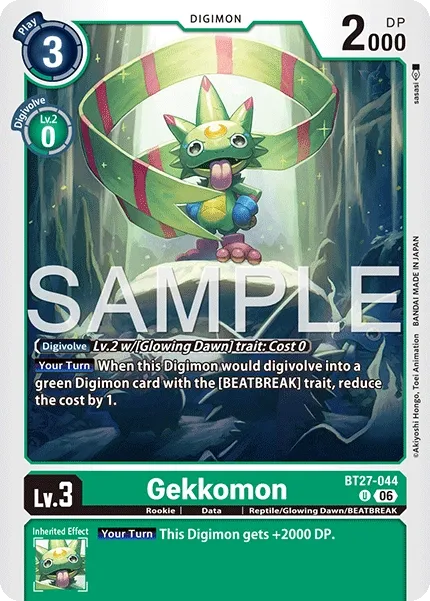 Play
3
DIGIMON
DP
2000
Digivolve
Lv.2
0
sasasi
SAMPLE
©Akiyoshi Hongo, Toei Animation BANDAI MADE IN JAPAN
Digivolve Lv.2 w/[Glowing Dawn] trait: Cost 0
Your Turn When this Digimon would digivolve into a
green Digimon card with the [BEATBREAK] trait, reduce
the cost by 1.
BT27-044
Lv.3
Gekkomon
U 06
Rookie | Data | Reptile/Glowing Dawn/BEATBREAK
Inherited Effect
Your Turn This Digimon gets +2000 DP.